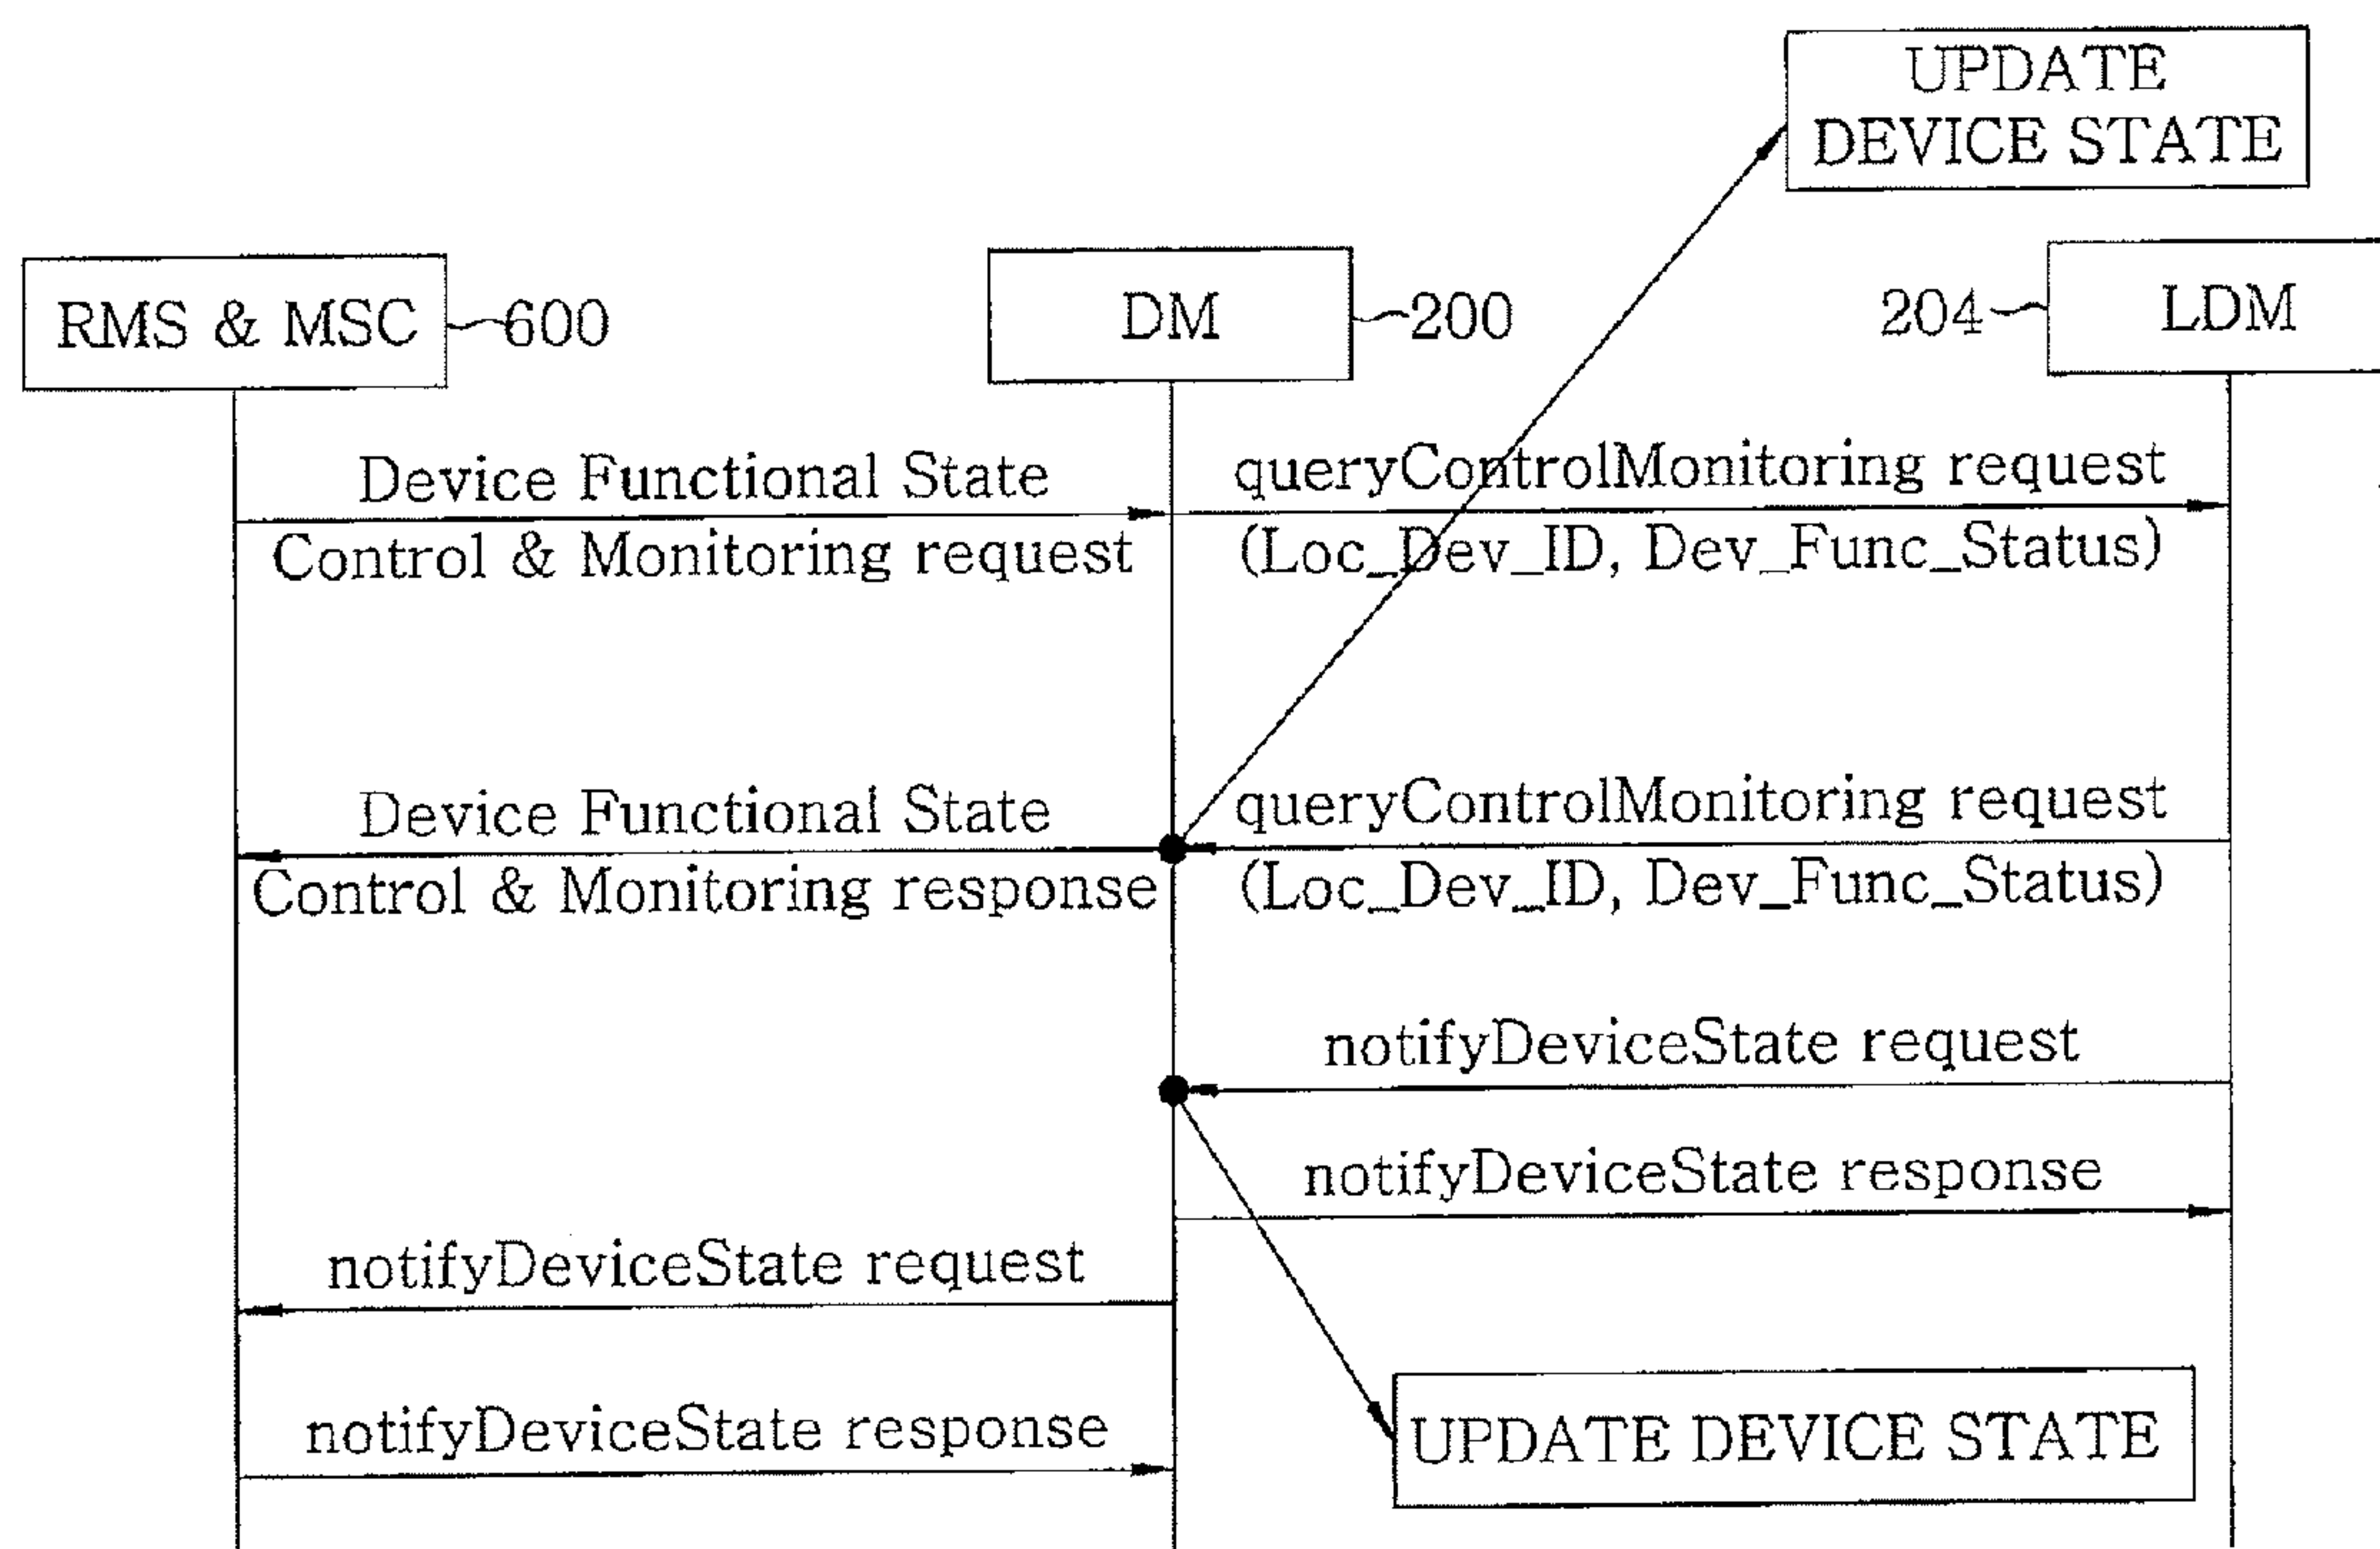 UPDATE
DEVICE STATE
RMS & MSC
600
DM
200
204
LDM
Device Functional State
Control & Monitoring request
queryControlMonitoring request
(Loc_Dev_ID, Dev_Func_Status)
Device Functional State
Control & Monitoring response
queryControlMonitoring request
(Loc_Dev_ID, Dev_Func_Status)
notifyDeviceState request
notifyDeviceState response
notifyDeviceState request
notifyDeviceState response
UPDATE DEVICE STATE